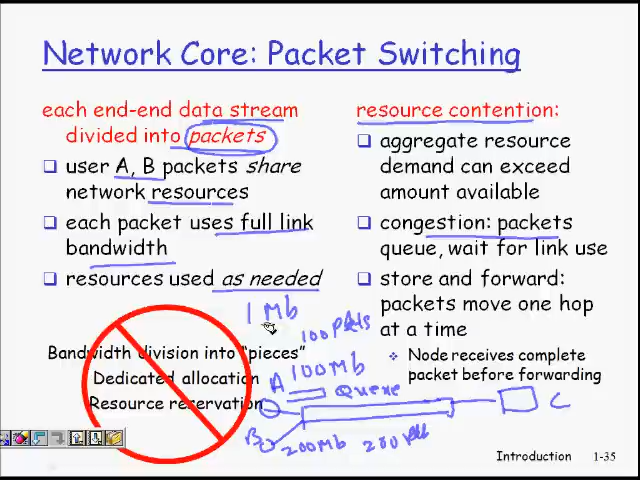 Network Core: Packet Switching
each end-end data stream
divided into packets
user A, B packets share
network resources
each packet uses full link
bandwidth
resources used as needed
Bandwidth division into “pieces”
Dedicated allocation
Resource reservation
resource contention:
aggregate resource
demand can exceed
amount available
congestion: packets
queue, wait for link use
store and forward:
packets move one hop
at a time
Node receives complete
packet before forwarding
1 Mb
100
A 100Mb
Queue
C
B
200Mb
Introduction 1-35